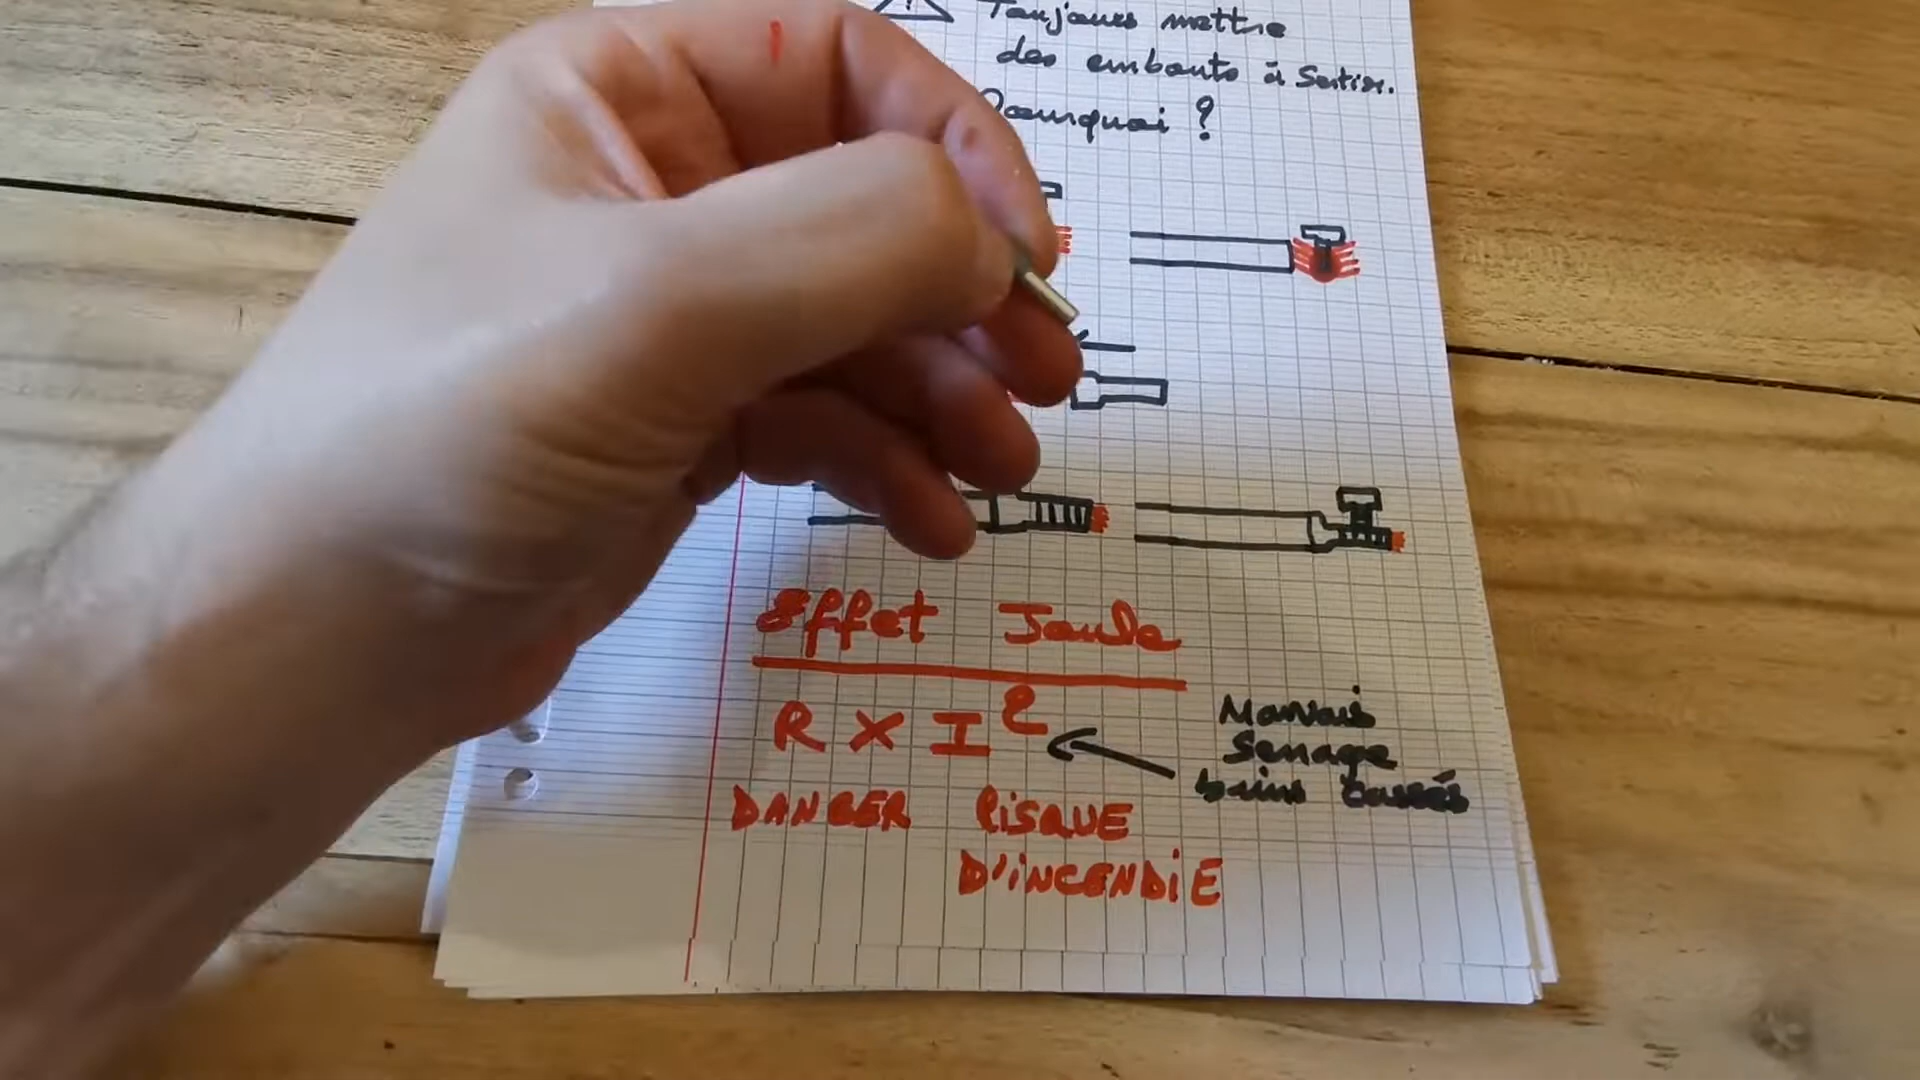 !
Toujours mettre
des embouts à Sertir.
Pourquoi ?
Effet Joule
R X I²
Mauvais
Serrage
brins cassés
DANGER RISQUE
D'iNCENDiE